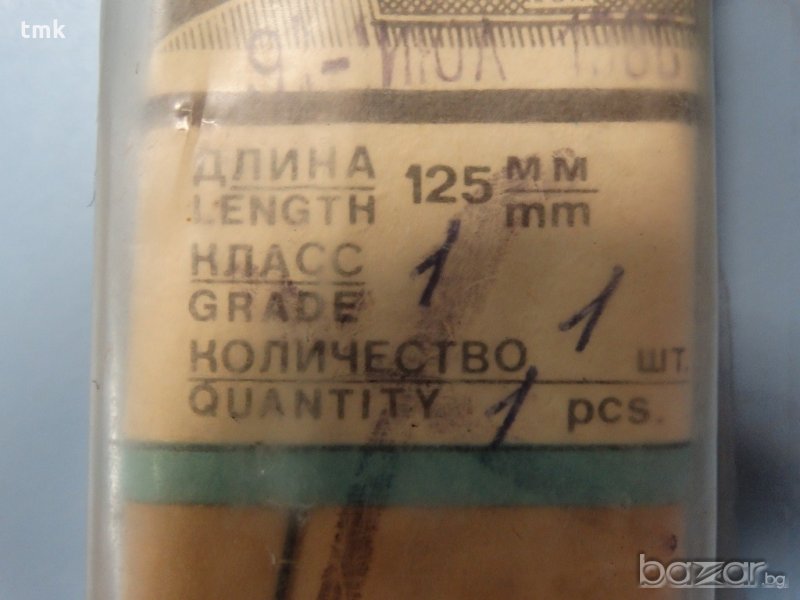 tmk
ДЛИНА 125 ММ
LENGTH mm
КЛАСС 1
GRADE
КОЛИЧЕСТВО 1 ШТ.
QUANTITY 1 pcs.
bazar.bg